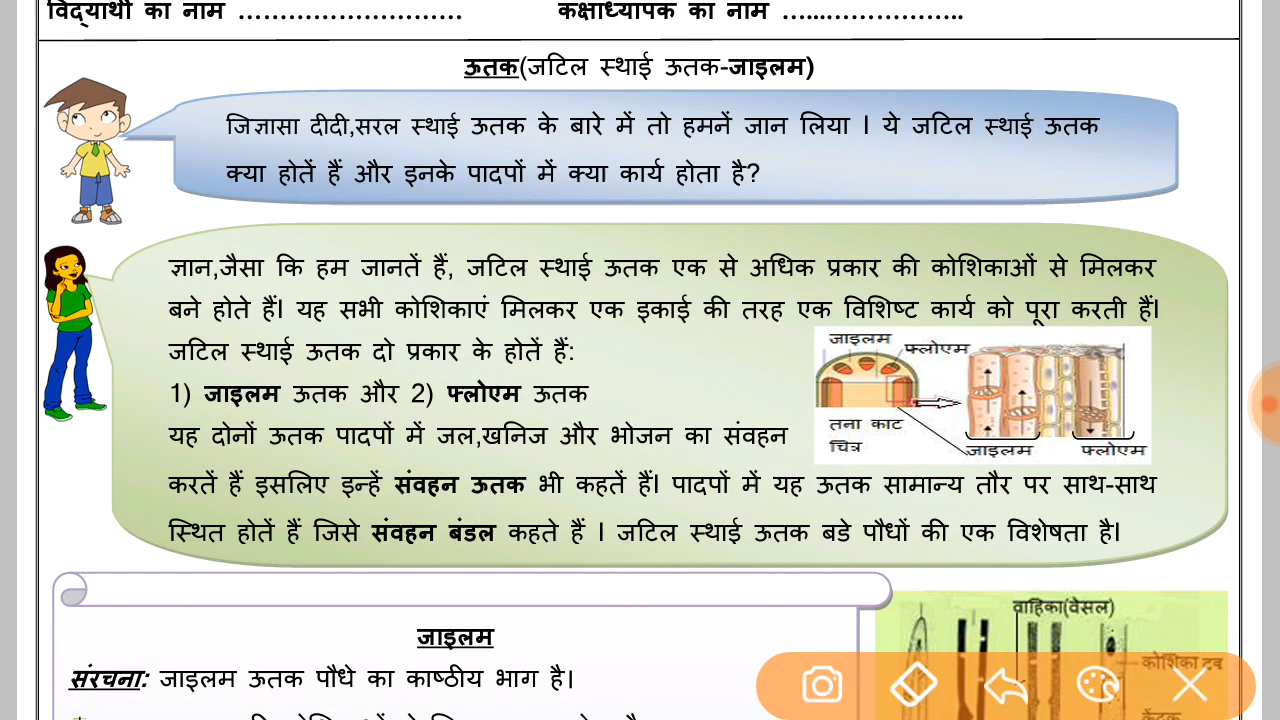 विद्यार्थी का नाम ............................ कक्षाध्यापक का नाम ........................
ऊतक(जटिल स्थाई ऊतक-जाइलम)
जिज्ञासा दीदी,सरल स्थाई ऊतक के बारे में तो हमनें जान लिया । ये जटिल स्थाई ऊतक
क्या होतें हैं और इनके पादपों में क्या कार्य होता है?
ज्ञान,जैसा कि हम जानतें हैं, जटिल स्थाई ऊतक एक से अधिक प्रकार की कोशिकाओं से मिलकर
बने होते हैं। यह सभी कोशिकाएं मिलकर एक इकाई की तरह एक विशिष्ट कार्य को पूरा करती हैं।
जटिल स्थाई ऊतक दो प्रकार के होतें हैं:
1) जाइलम ऊतक और 2) फ्लोएम ऊतक
यह दोनों ऊतक पादपों में जल,खनिज और भोजन का संवहन
जाइलम
फ्लोएम
तना काट
चित्र
जाइलम फ्लोएम
करतें हैं इसलिए इन्हें संवहन ऊतक भी कहतें हैं। पादपों में यह ऊतक सामान्य तौर पर साथ-साथ
स्थित होतें हैं जिसे संवहन बंडल कहते हैं । जटिल स्थाई ऊतक बडे पौधों की एक विशेषता है।
जाइलम
संरचना: जाइलम ऊतक पौधे का काष्ठीय भाग है।
वाहिका(वेसल)
कोशिका द्रव